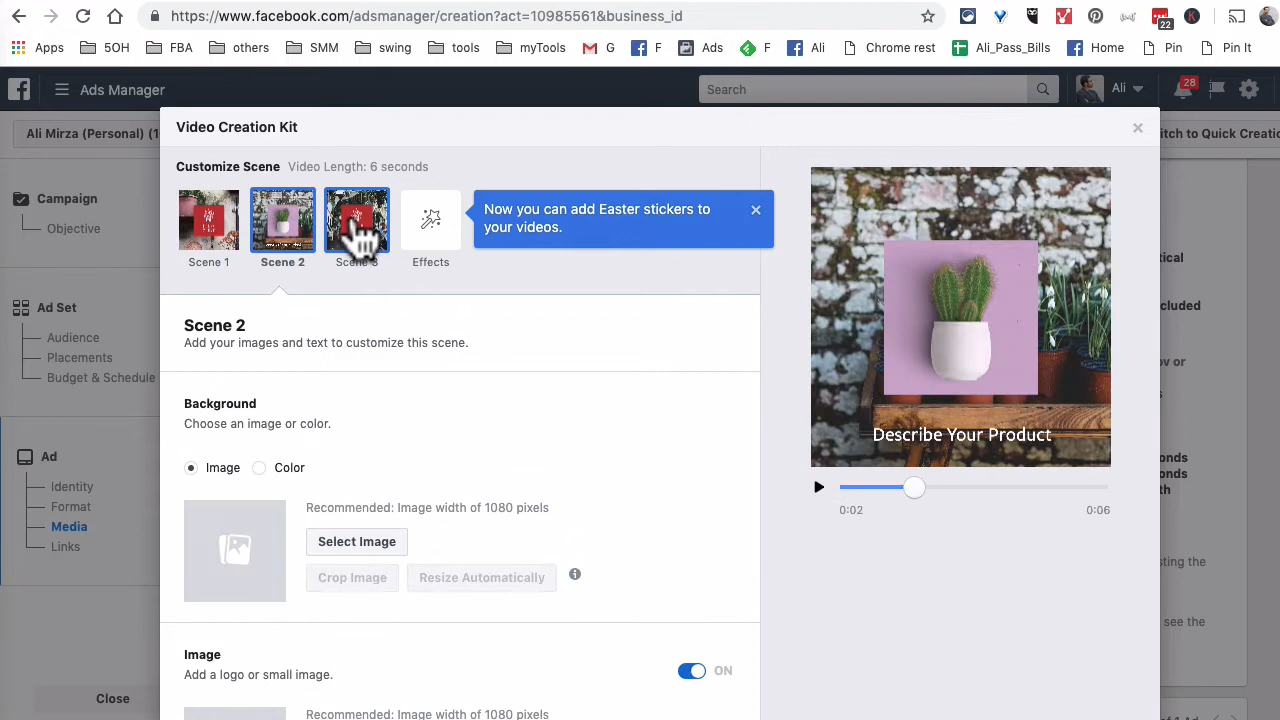 https://www.facebook.com/adsmanager/creation?act=10985561&business_id
22
Apps
5OH
FBA
others
SMM
swing
tools
myTools
G
F
Ads
F
Ali
Chrome rest
Ali_Pass_Bills
Home
Pin
Pin It
Ads Manager
Search
Ali
28
Ali Mirza (Personal) (1
itch to Quick Creatio
Video Creation Kit
Customize Scene Video Length: 6 seconds
Now you can add Easter stickers to
your videos.
Scene 1
Scene 2
Scene 3
Effects
Campaign
Objective
Ad Set
Audience
Placements
Budget & Schedule
Ad
Identity
Format
Media
Links
Close
Scene 2
Add your images and text to customize this scene.
Background
Choose an image or color.
Image
Color
Recommended: Image width of 1080 pixels
Select Image
Crop Image
Resize Automatically
Image
Add a logo or small image.
ON
Recommended: Image width of 1080 pixels
Describe Your Product
0:02
0:06
tical
cluded
ov or
s
onds
onds
th
sting the
see the